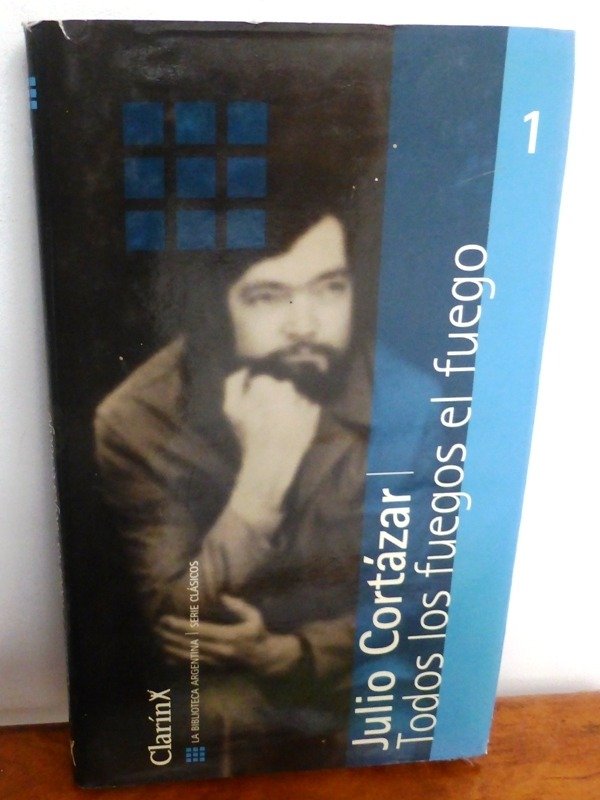 1
Julio Cortázar |
Todos los fuegos el fuego
Clarín
LA BIBLIOTECA ARGENTINA | SERIE CLÁSICOS